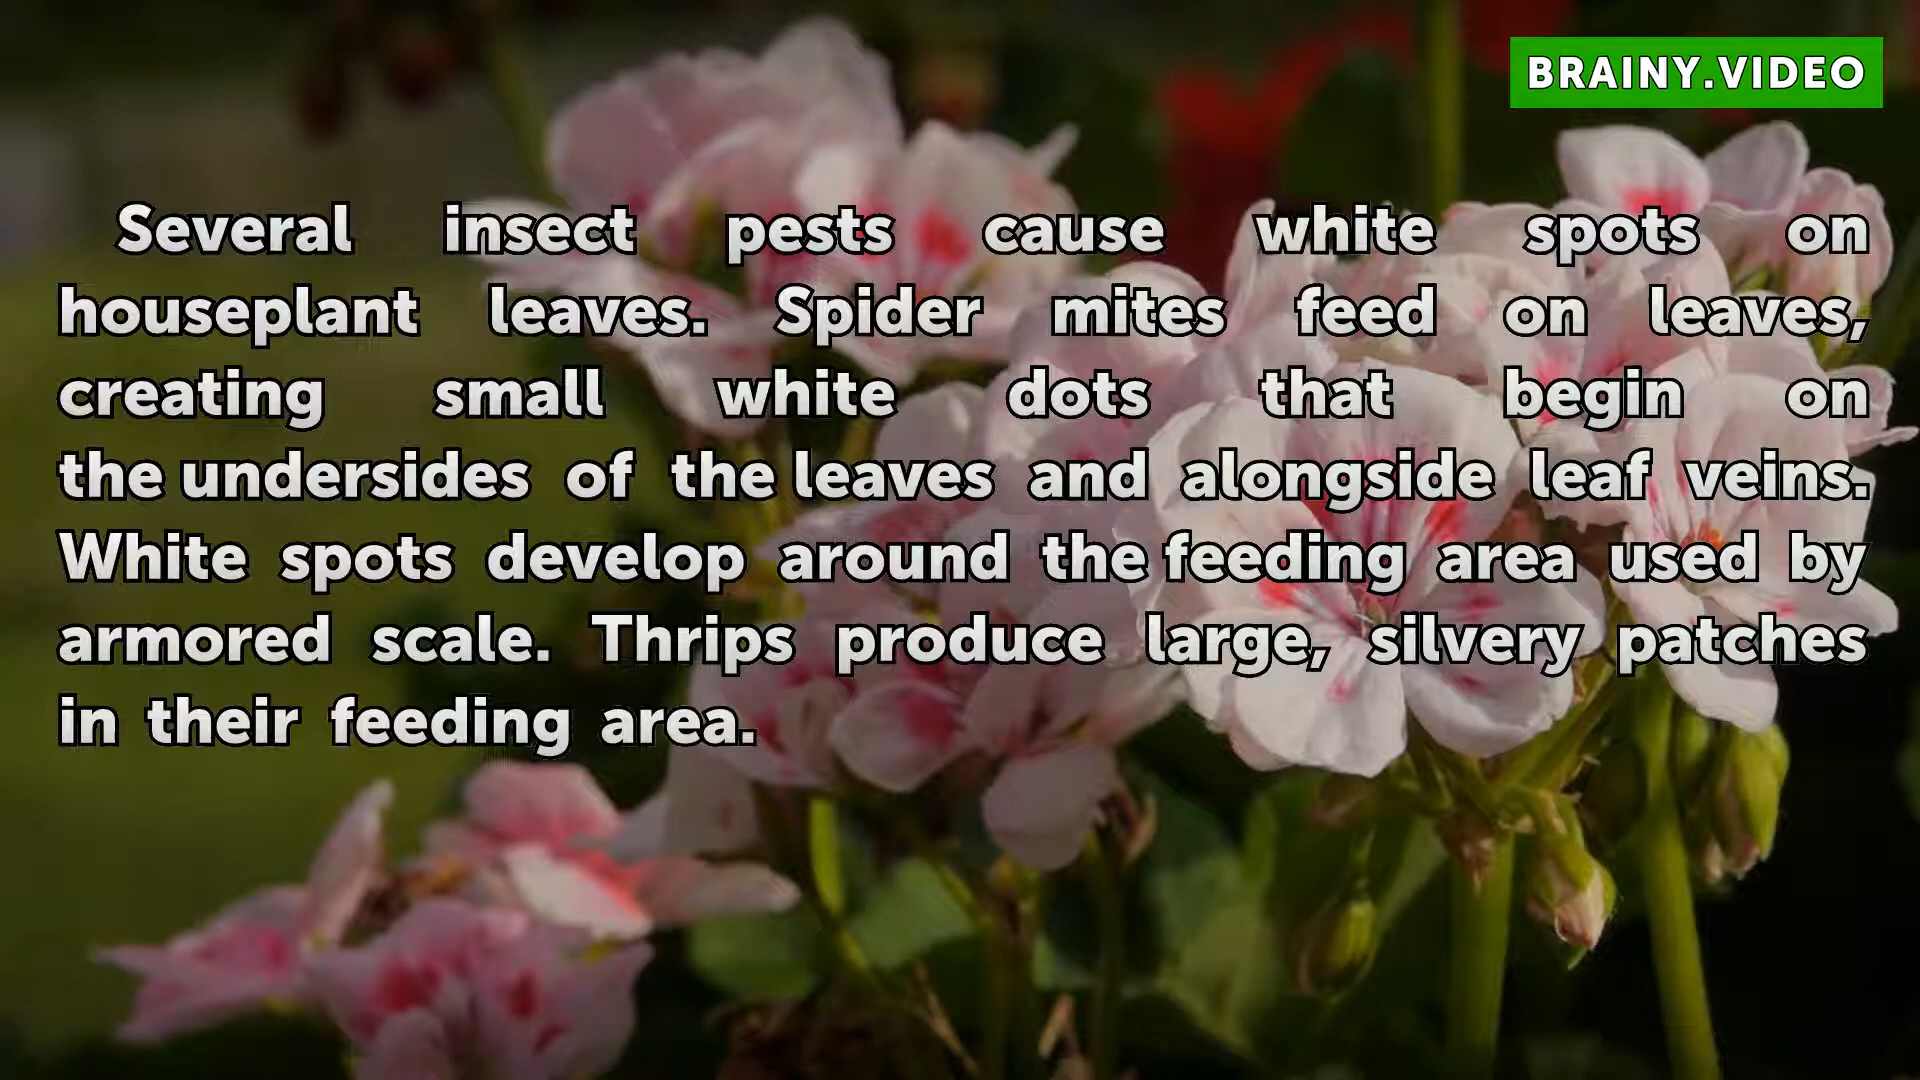 BRAINY.VIDEO
Several insect pests cause white spots on
houseplant leaves. Spider mites feed on leaves,
creating small white dots that begin on
the undersides of the leaves and alongside leaf veins.
White spots develop around the feeding area used by
armored scale. Thrips produce large, silvery patches
in their feeding area.